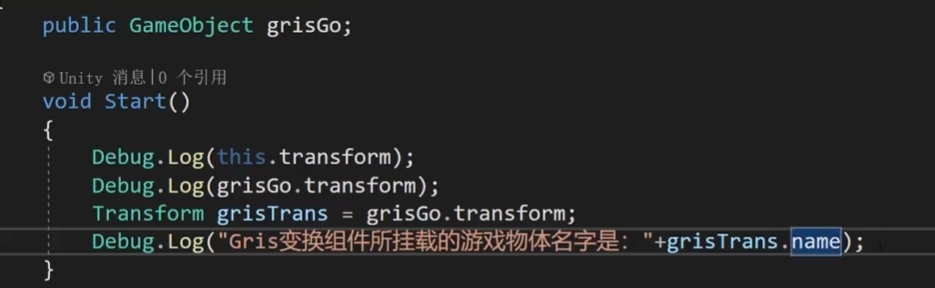 public GameObject grisGo;
Unity 消息|0 个引用
void Start()
{
Debug.Log(this.transform);
Debug.Log(grisGo.transform);
Transform grisTrans = grisGo.transform;
Debug.Log("Gris变换组件所挂载的游戏物体名字是："+grisTrans.name);
}